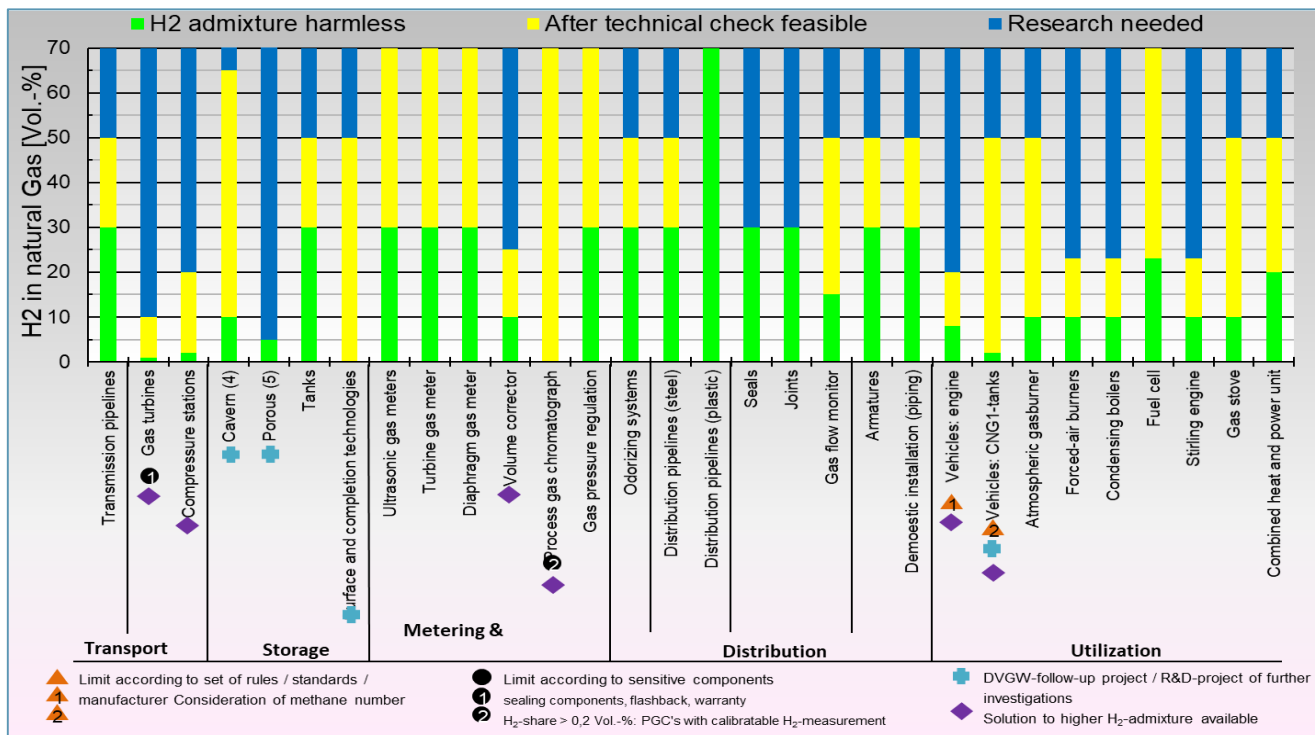 H2 admixture harmless
After technical check feasible
Research needed
H2 in natural Gas [Vol.-%]
70
60
50
40
30
20
10
0
Transmission pipelines
Gas turbines
Compressure stations
Cavern (4)
Porous (5)
Tanks
urface and completion technologies
Ultrasonic gas meters
Turbine gas meter
Diaphragm gas meter
Volume corrector
Process gas chromatograph
Gas pressure regulation
Odorizing systems
Distribution pipelines (steel)
Distribution pipelines (plastic)
Seals
Joints
Gas flow monitor
Armatures
Demoestic installation (piping)
Vehicles: engine
Vehicles: CNG1-tanks
Atmospheric gasburner
Forced-air burners
Condensing boilers
Fuel cell
Stirling engine
Gas stove
Combined heat and power unit
1
2
1
2
Transport
Storage
Metering &
Distribution
Utilization
Limit according to set of rules / standards /
1 manufacturer Consideration of methane number
2
Limit according to sensitive components
1 sealing components, flashback, warranty
2 H₂-share > 0,2 Vol.-%: PGC's with calibratable H₂-measurement
DVGW-follow-up project / R&D-project of further
investigations
Solution to higher H₂-admixture available